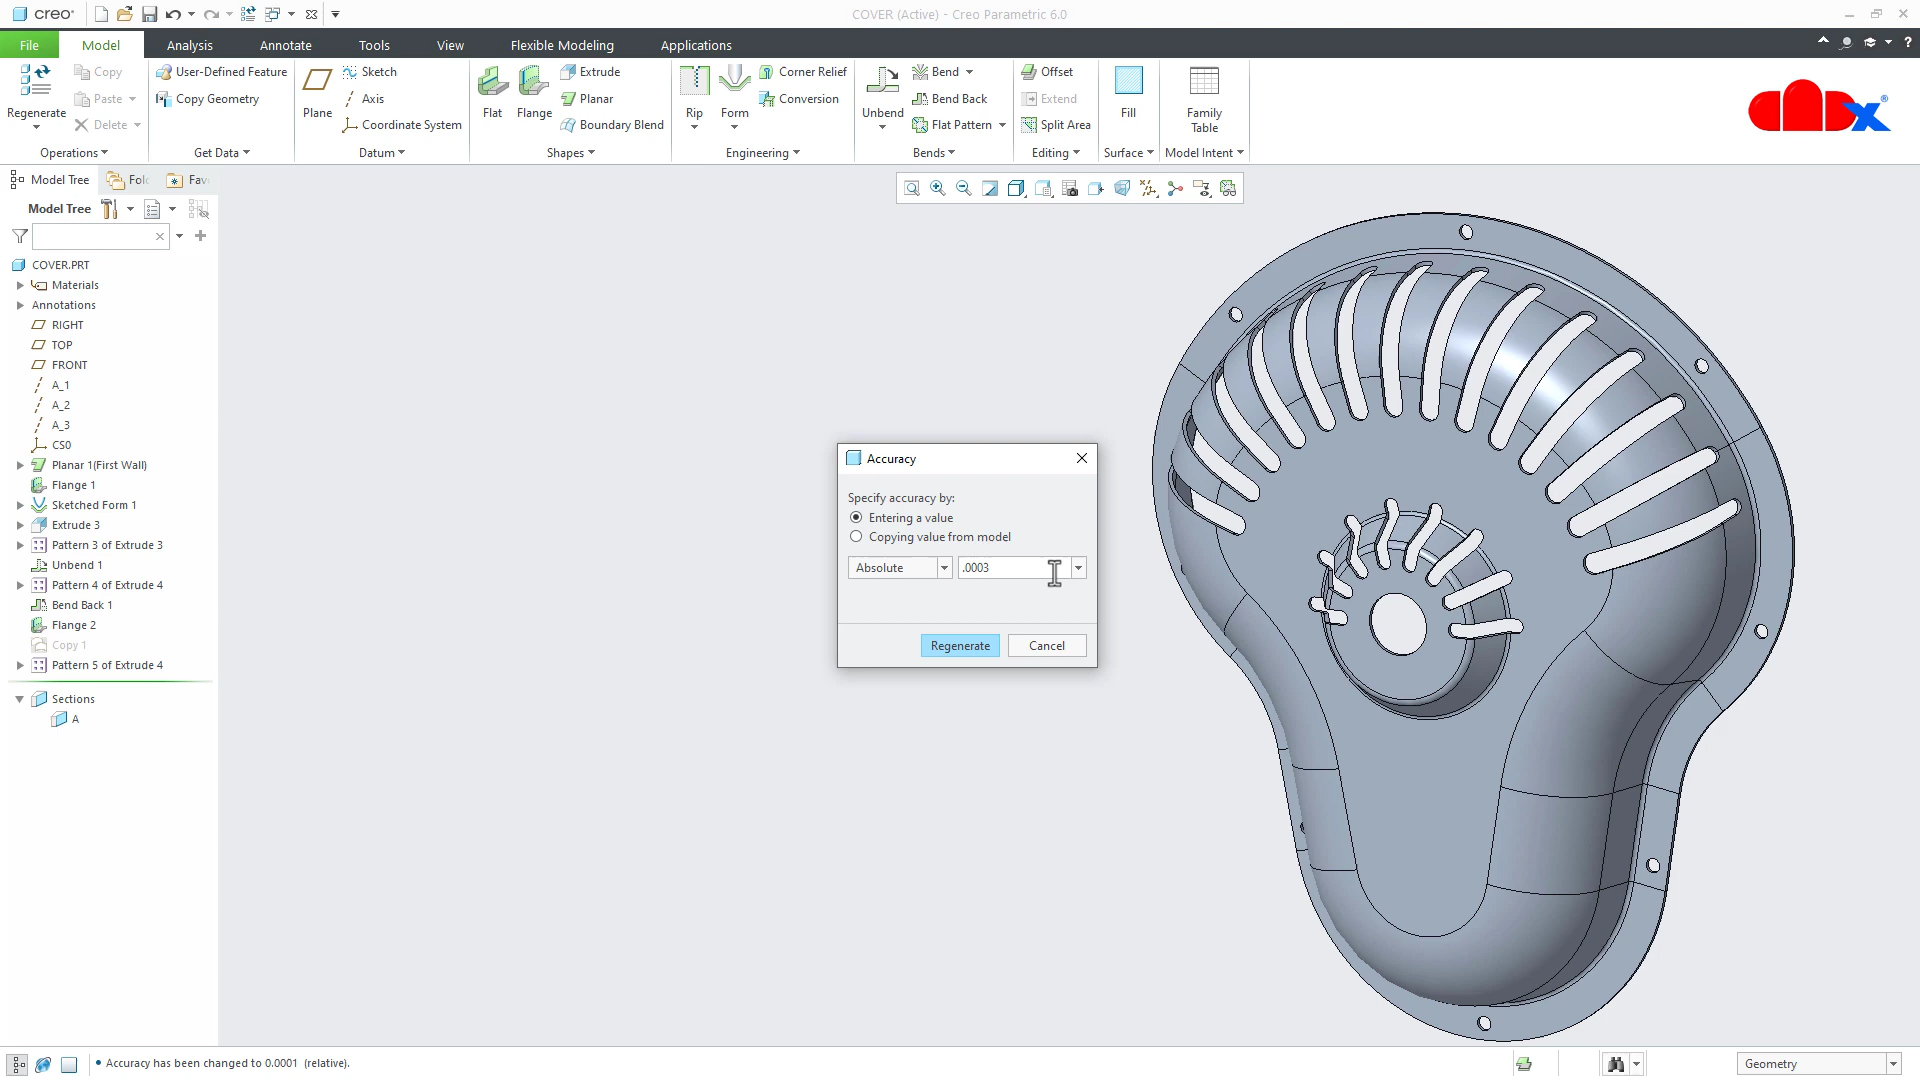 creo°
COVER (Active) - Creo Parametric 6.0
File Model Analysis Annotate Tools View Flexible Modeling Applications
Regenerate
Copy
Paste
Delete
Operations
User-Defined Feature
Copy Geometry
Get Data
Plane
Sketch
Axis
Coordinate System
Datum
Flat
Flange
Extrude
Planar
Boundary Blend
Shapes
Rip
Form
Corner Relief
Conversion
Engineering
Unbend
Bend
Bend Back
Flat Pattern
Bends
Offset
Extend
Split Area
Editing
Fill
Surface
Family
Table
Model Intent
Model Tree Fol Fav
Model Tree
COVER.PRT
Materials
Annotations
RIGHT
TOP
FRONT
A_1
A_2
A_3
CS0
Planar 1(First Wall)
Flange 1
Sketched Form 1
Extrude 3
Pattern 3 of Extrude 3
Unbend 1
Pattern 4 of Extrude 4
Bend Back 1
Flange 2
Copy 1
Pattern 5 of Extrude 4
Sections
A
Accuracy
Specify accuracy by:
Entering a value
Copying value from model
Absolute .0003
Regenerate Cancel
• Accuracy has been changed to 0.0001 (relative).
Geometry